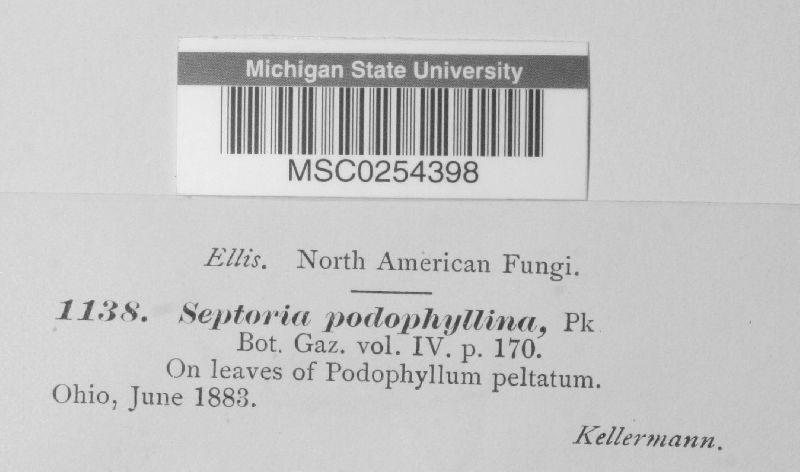 Michigan State University
MSC0254398
Ellis. North American Fungi.
1138. Septoria podophyllina, Pk
Bot. Gaz. vol. IV. p. 170.
On leaves of Podophyllum peltatum.
Ohio, June 1883.
Kellermann.